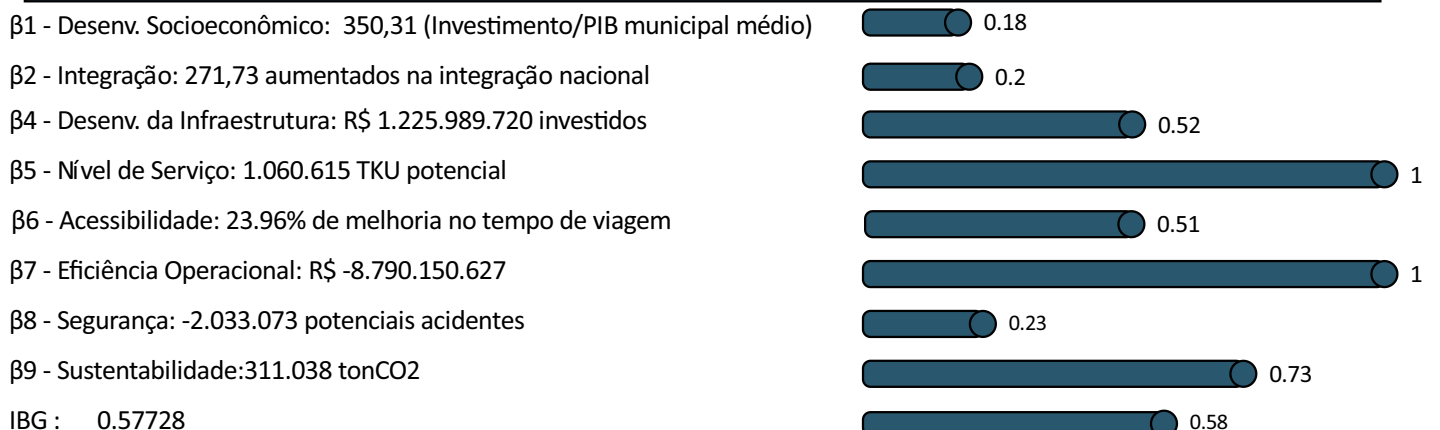 β1 - Desenv. Socioeconômico: 350,31 (Investimento/PIB municipal médio) 0.18
β2 - Integração: 271,73 aumentados na integração nacional 0.2
β4 - Desenv. da Infraestrutura: R$ 1.225.989.720 investidos 0.52
β5 - Nível de Serviço: 1.060.615 TKU potencial 1
β6 - Acessibilidade: 23.96% de melhoria no tempo de viagem 0.51
β7 - Eficiência Operacional: R$ -8.790.150.627 1
β8 - Segurança: -2.033.073 potenciais acidentes 0.23
β9 - Sustentabilidade:311.038 tonCO2 0.73
IBG : 0.57728 0.58